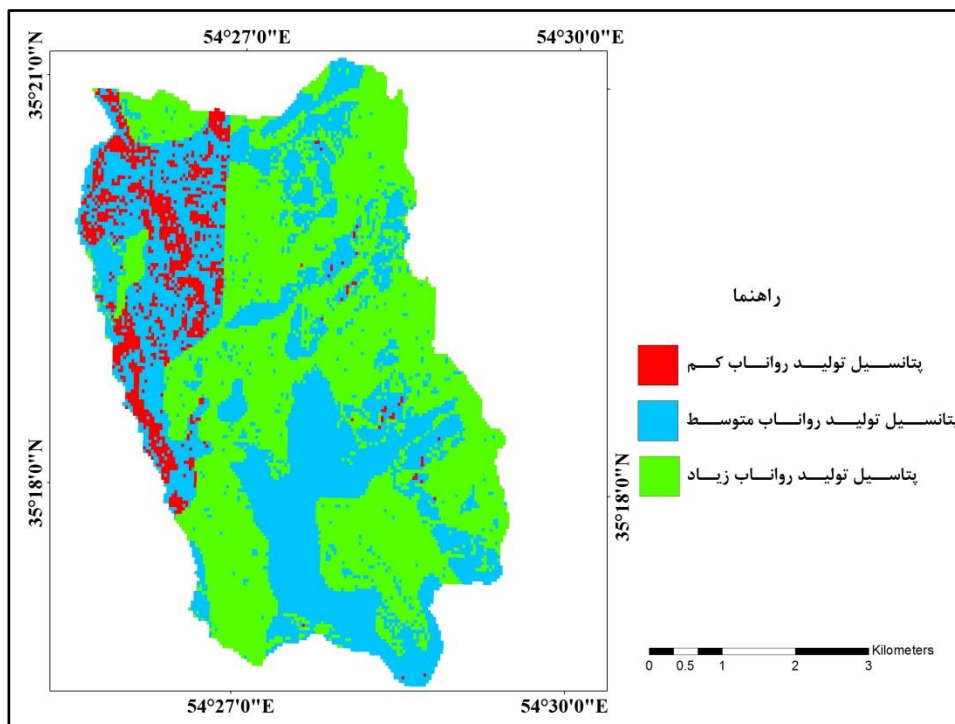 54°27'0"E
54°30'0"E
35°21'0"N
35°18'0"N
35°18'0"N
راهنما
پتانسیل تولید رواناب کم
پتانسیل تولید رواناب متوسط
پتاسیل تولید رواناب زیاد
Kilometers
0 0.5 1 2 3
54°27'0"E
54°30'0"E